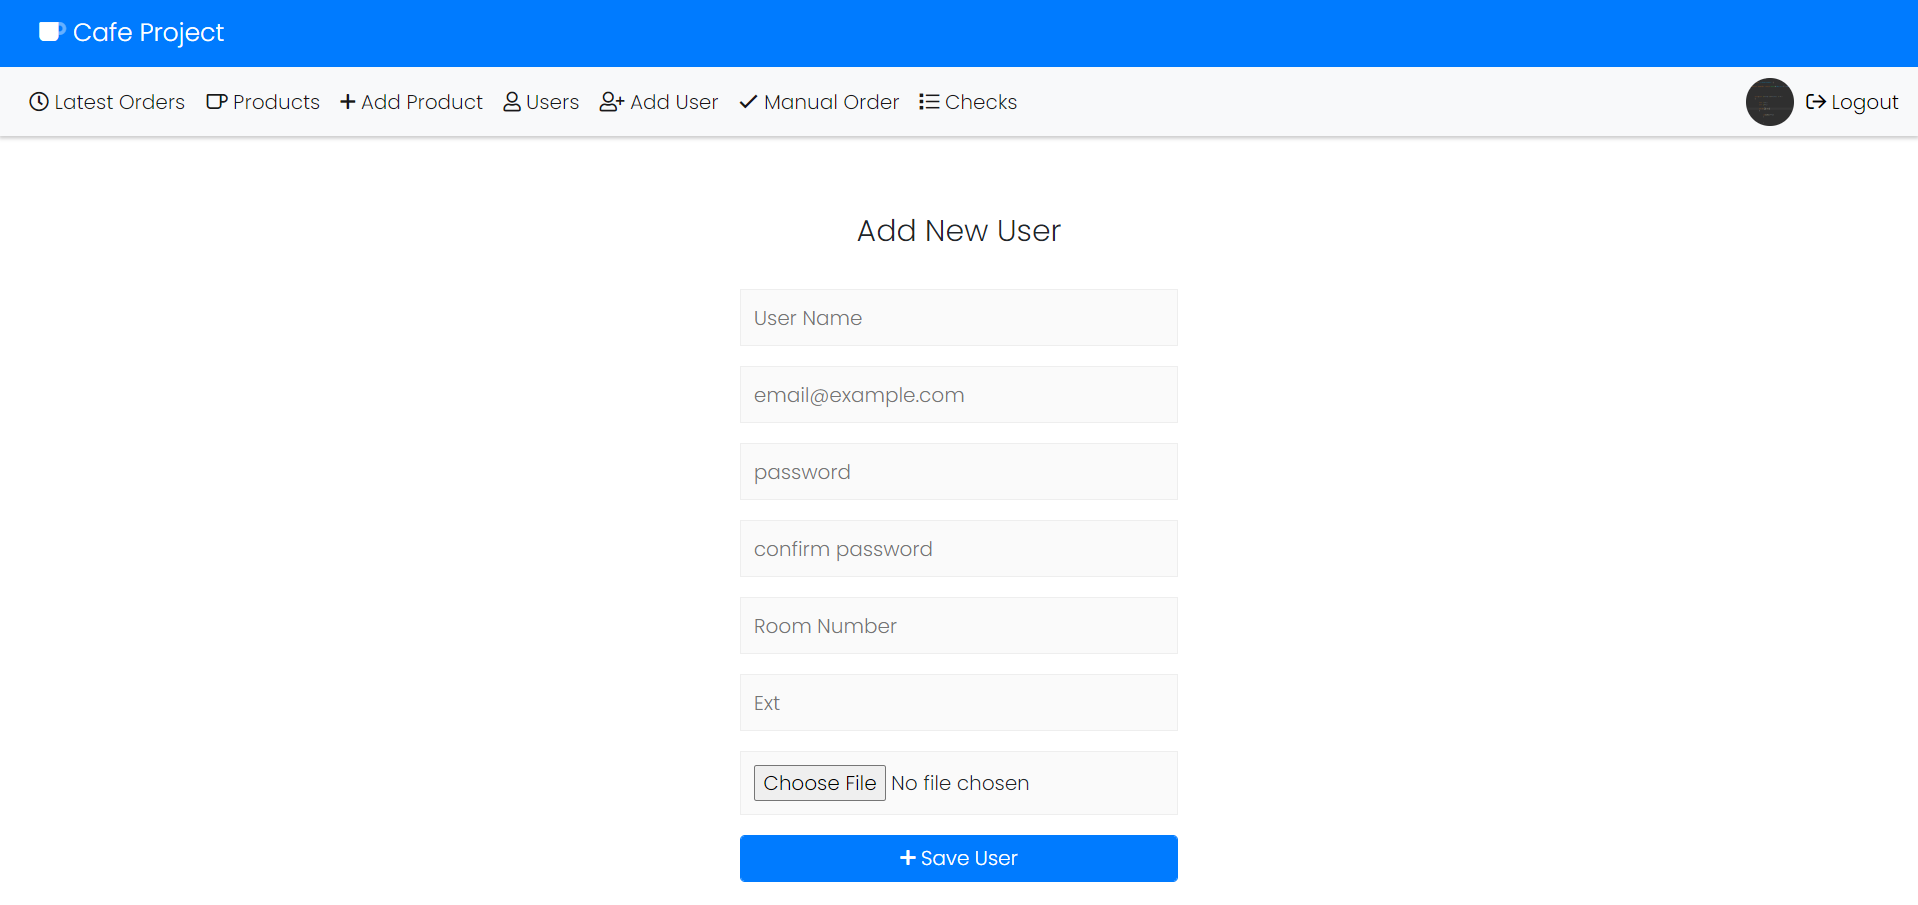 Cafe Project
Latest Orders Products Add Product Users Add User Manual Order Checks Logout
Add New User
User Name
email@example.com
password
confirm password
Room Number
Ext
Choose File No file chosen
Save User